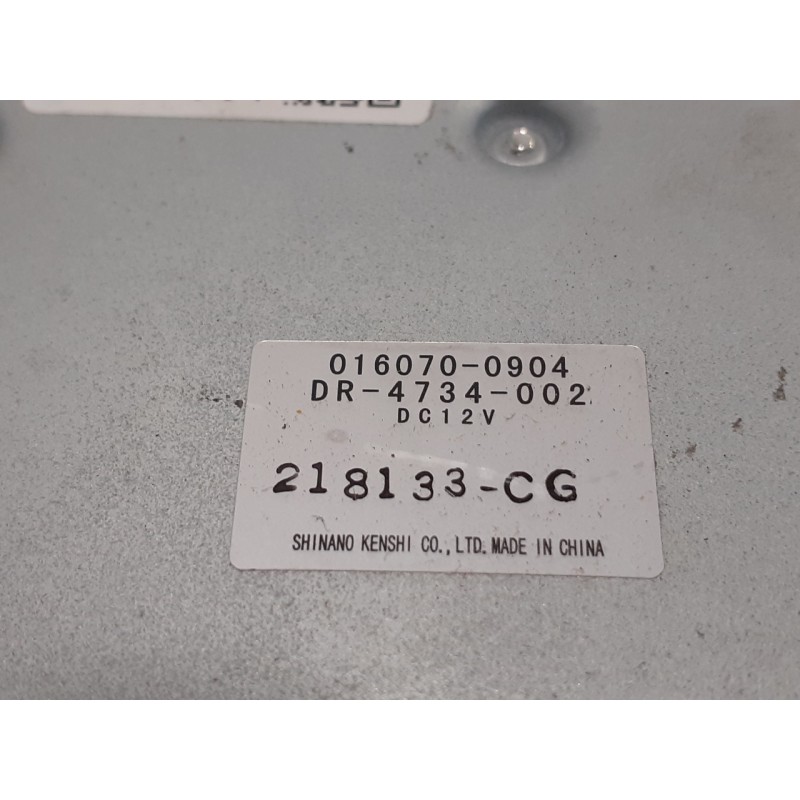 016070-0904
DR-4734-002
DC12V
218133-CG
SHINANO KENSHI CO., LTD. MADE IN CHINA